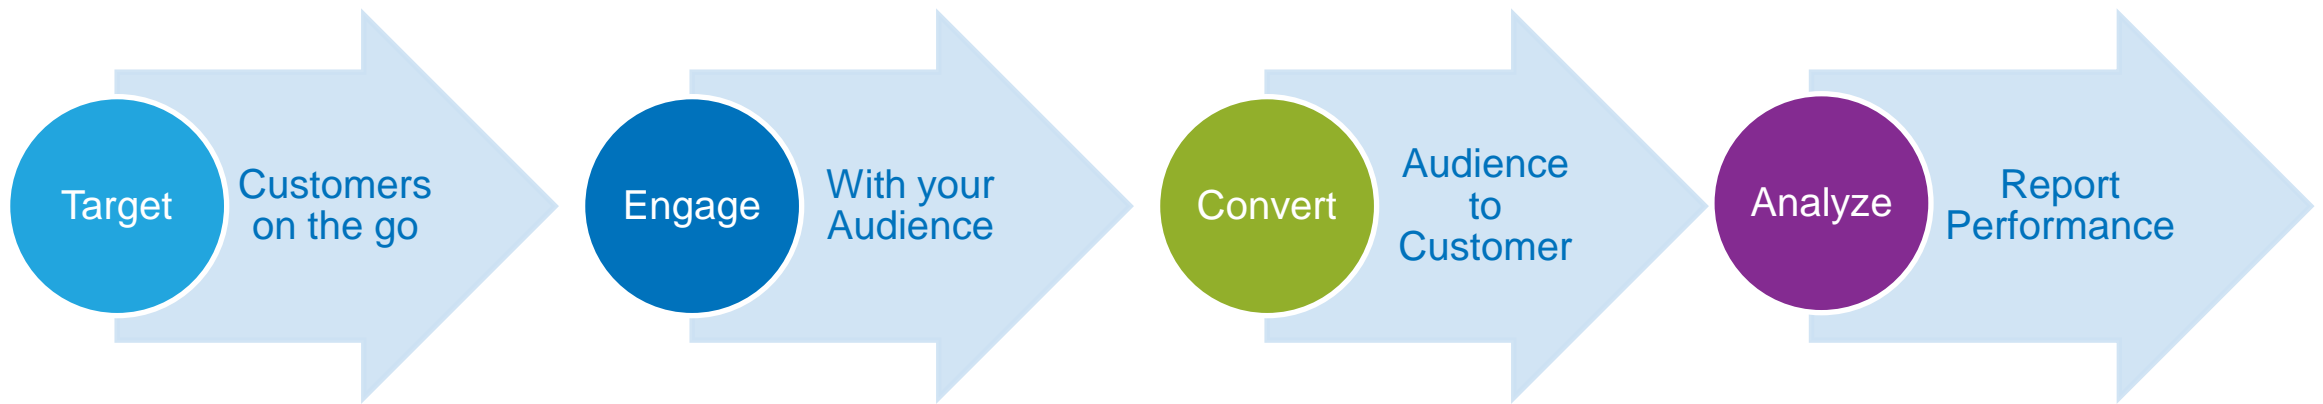 Target
Customers
on the go
Engage
With your
Audience
Convert
Audience
to
Customer
Analyze
Report
Performance